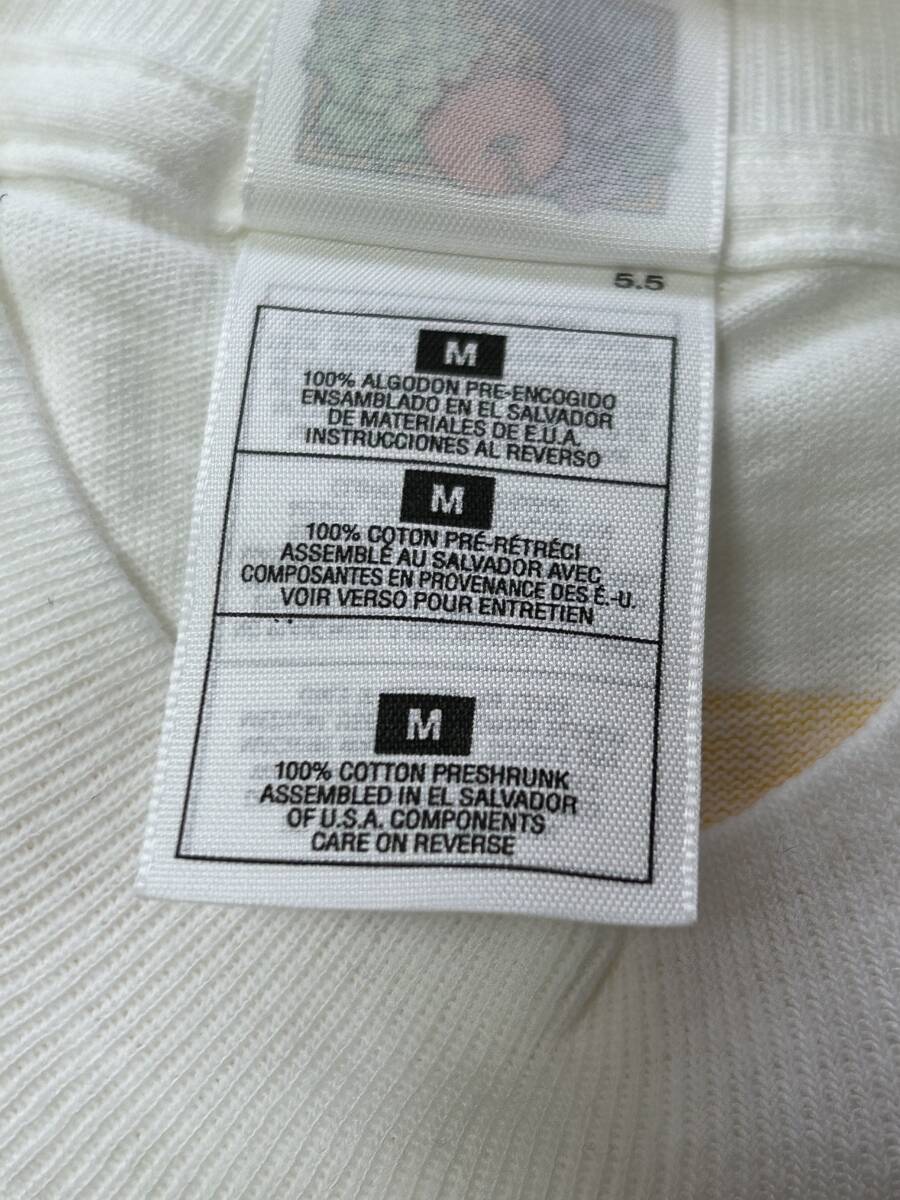 5.5
M
100% ALGODON PRE-ENCOGIDO
ENSAMBLADO EN EL SALVADOR
DE MATERIALES DE E.U.A.
INSTRUCCIONES AL REVERSO
M
100% COTON PRÉ-RÉTRÉCI
ASSEMBLÉ AU SALVADOR AVEC
COMPOSANTES EN PROVENANCE DES É.-U.
VOIR VERSO POUR ENTRETIEN
M
100% COTTON PRESHRUNK
ASSEMBLED IN EL SALVADOR
OF U.S.A. COMPONENTS
CARE ON REVERSE